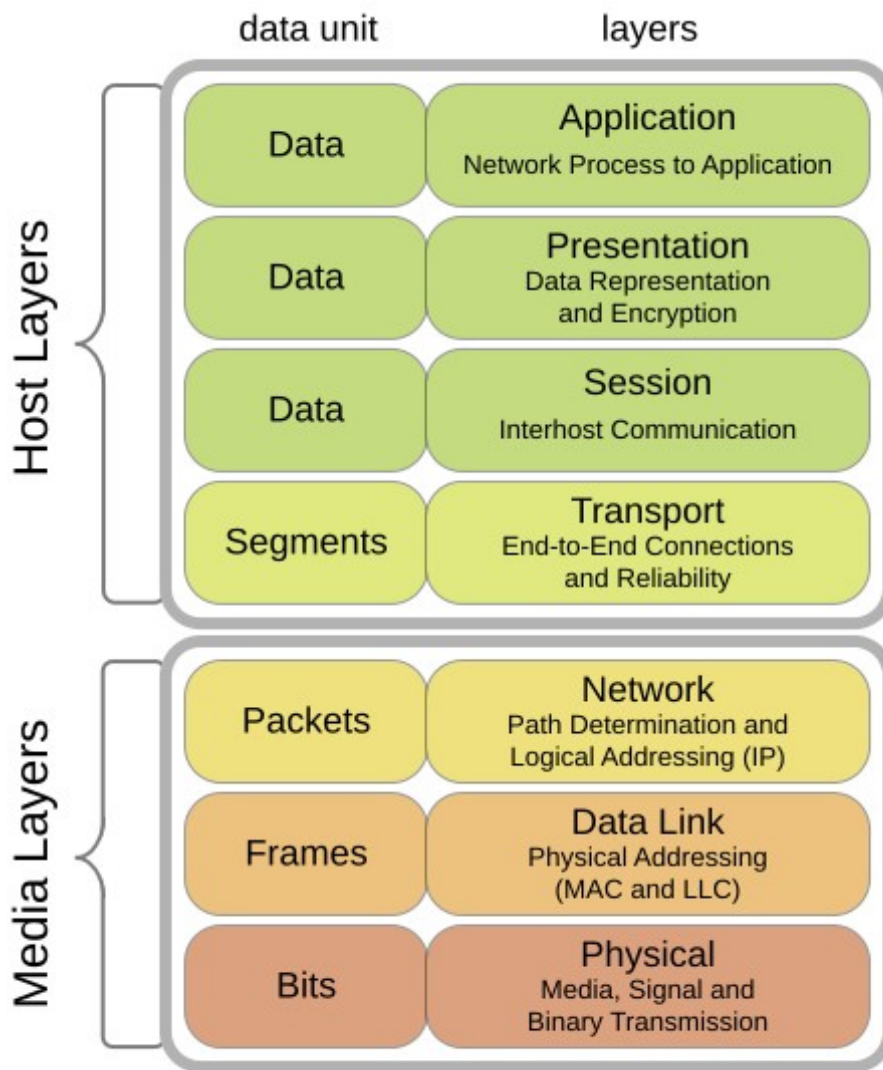 data unit
layers
Host Layers
Data
Application
Network Process to Application
Data
Presentation
Data Representation
and Encryption
Data
Session
Interhost Communication
Segments
Transport
End-to-End Connections
and Reliability
Media Layers
Packets
Network
Path Determination and
Logical Addressing (IP)
Frames
Data Link
Physical Addressing
(MAC and LLC)
Bits
Physical
Media, Signal and
Binary Transmission